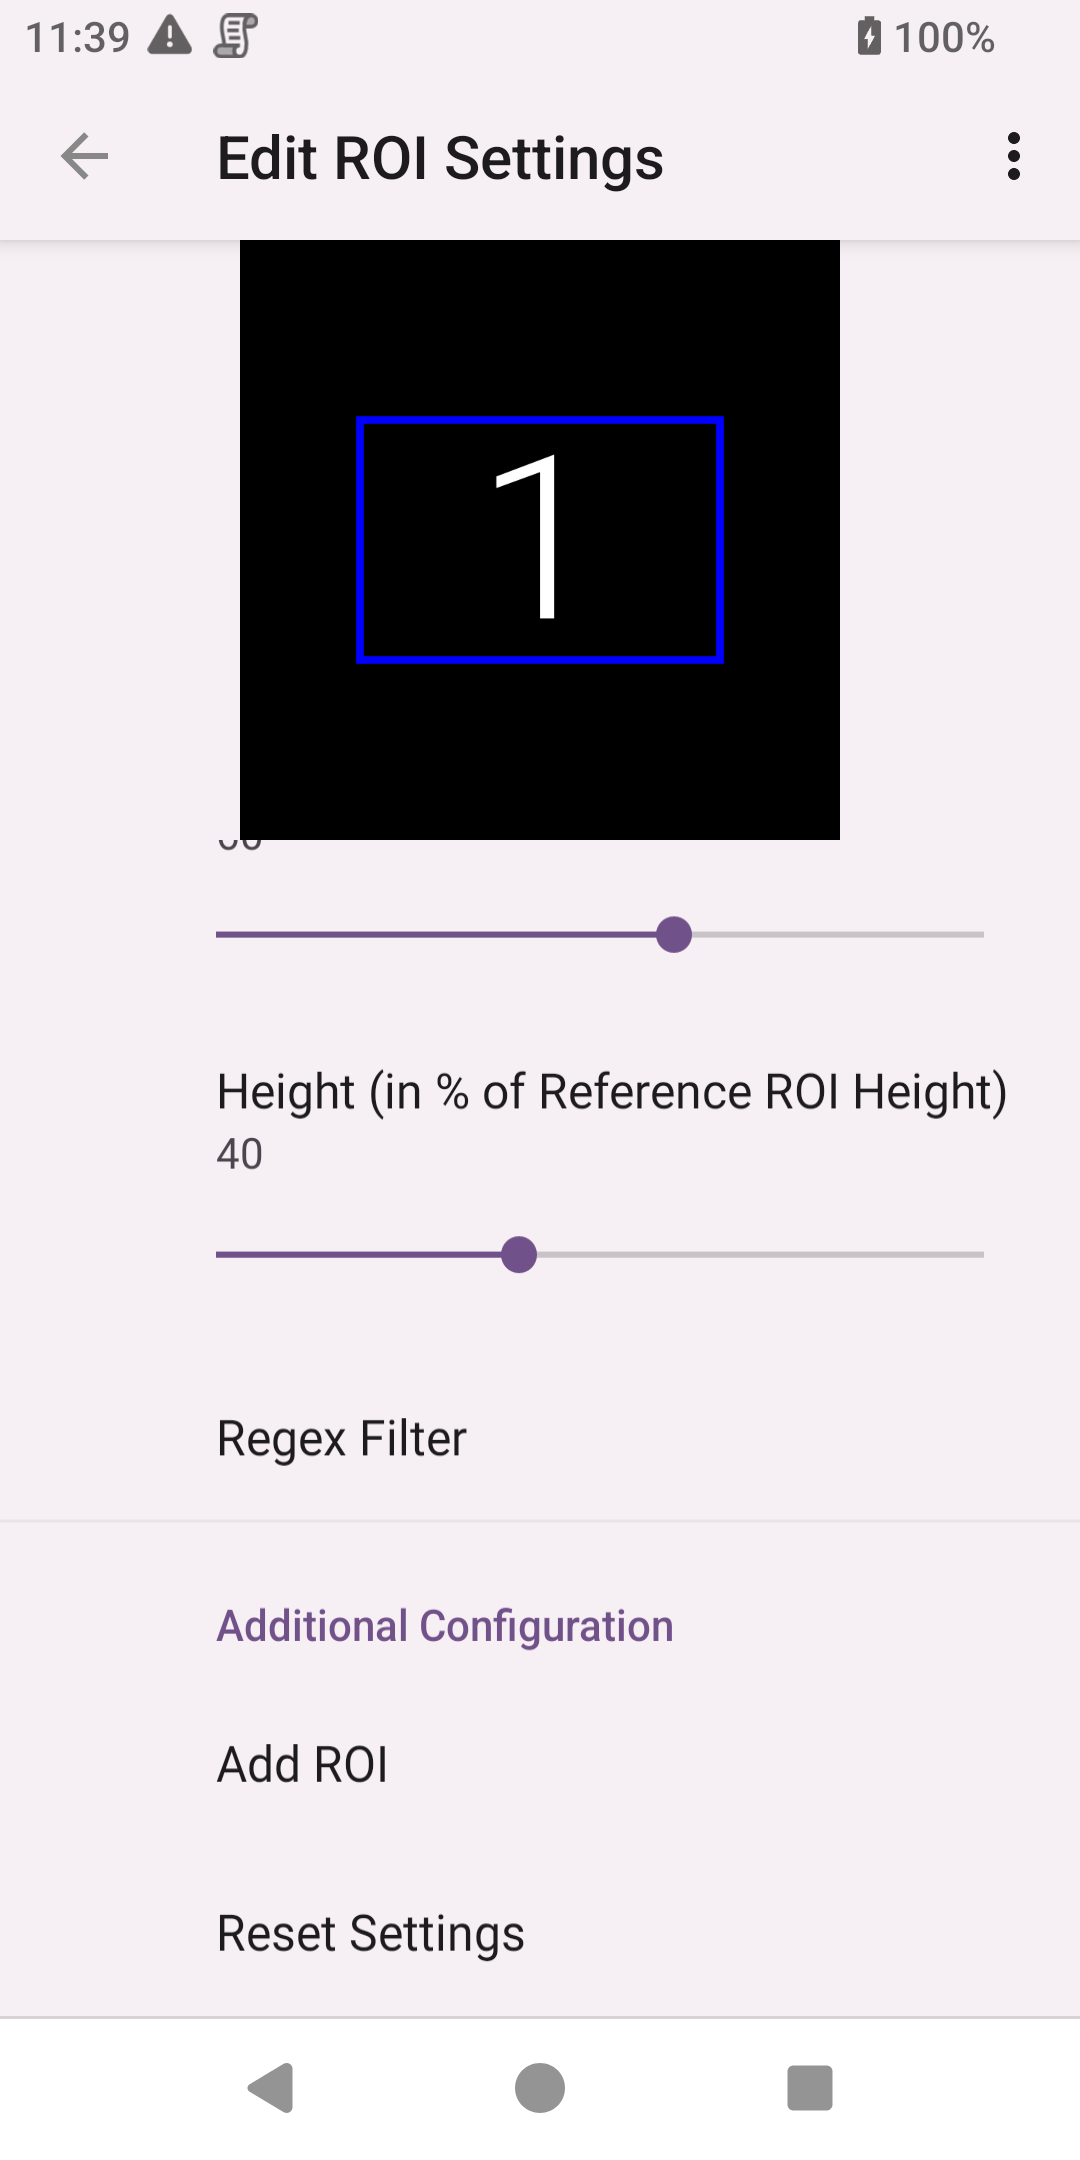 11:39
100%
Edit ROI Settings
1
Height (in % of Reference ROI Height)
40
Regex Filter
Additional Configuration
Add ROI
Reset Settings